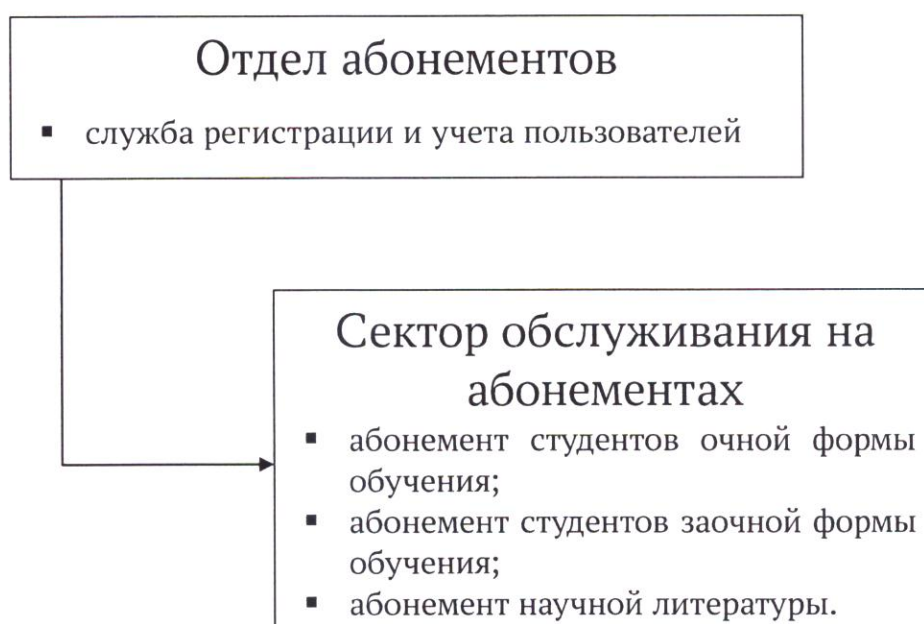 Отдел абонементов
▪ служба регистрации и учета пользователей
Сектор обслуживания на
абонементах
▪ абонемент студентов очной формы
обучения;
▪ абонемент студентов заочной формы
обучения;
▪ абонемент научной литературы.